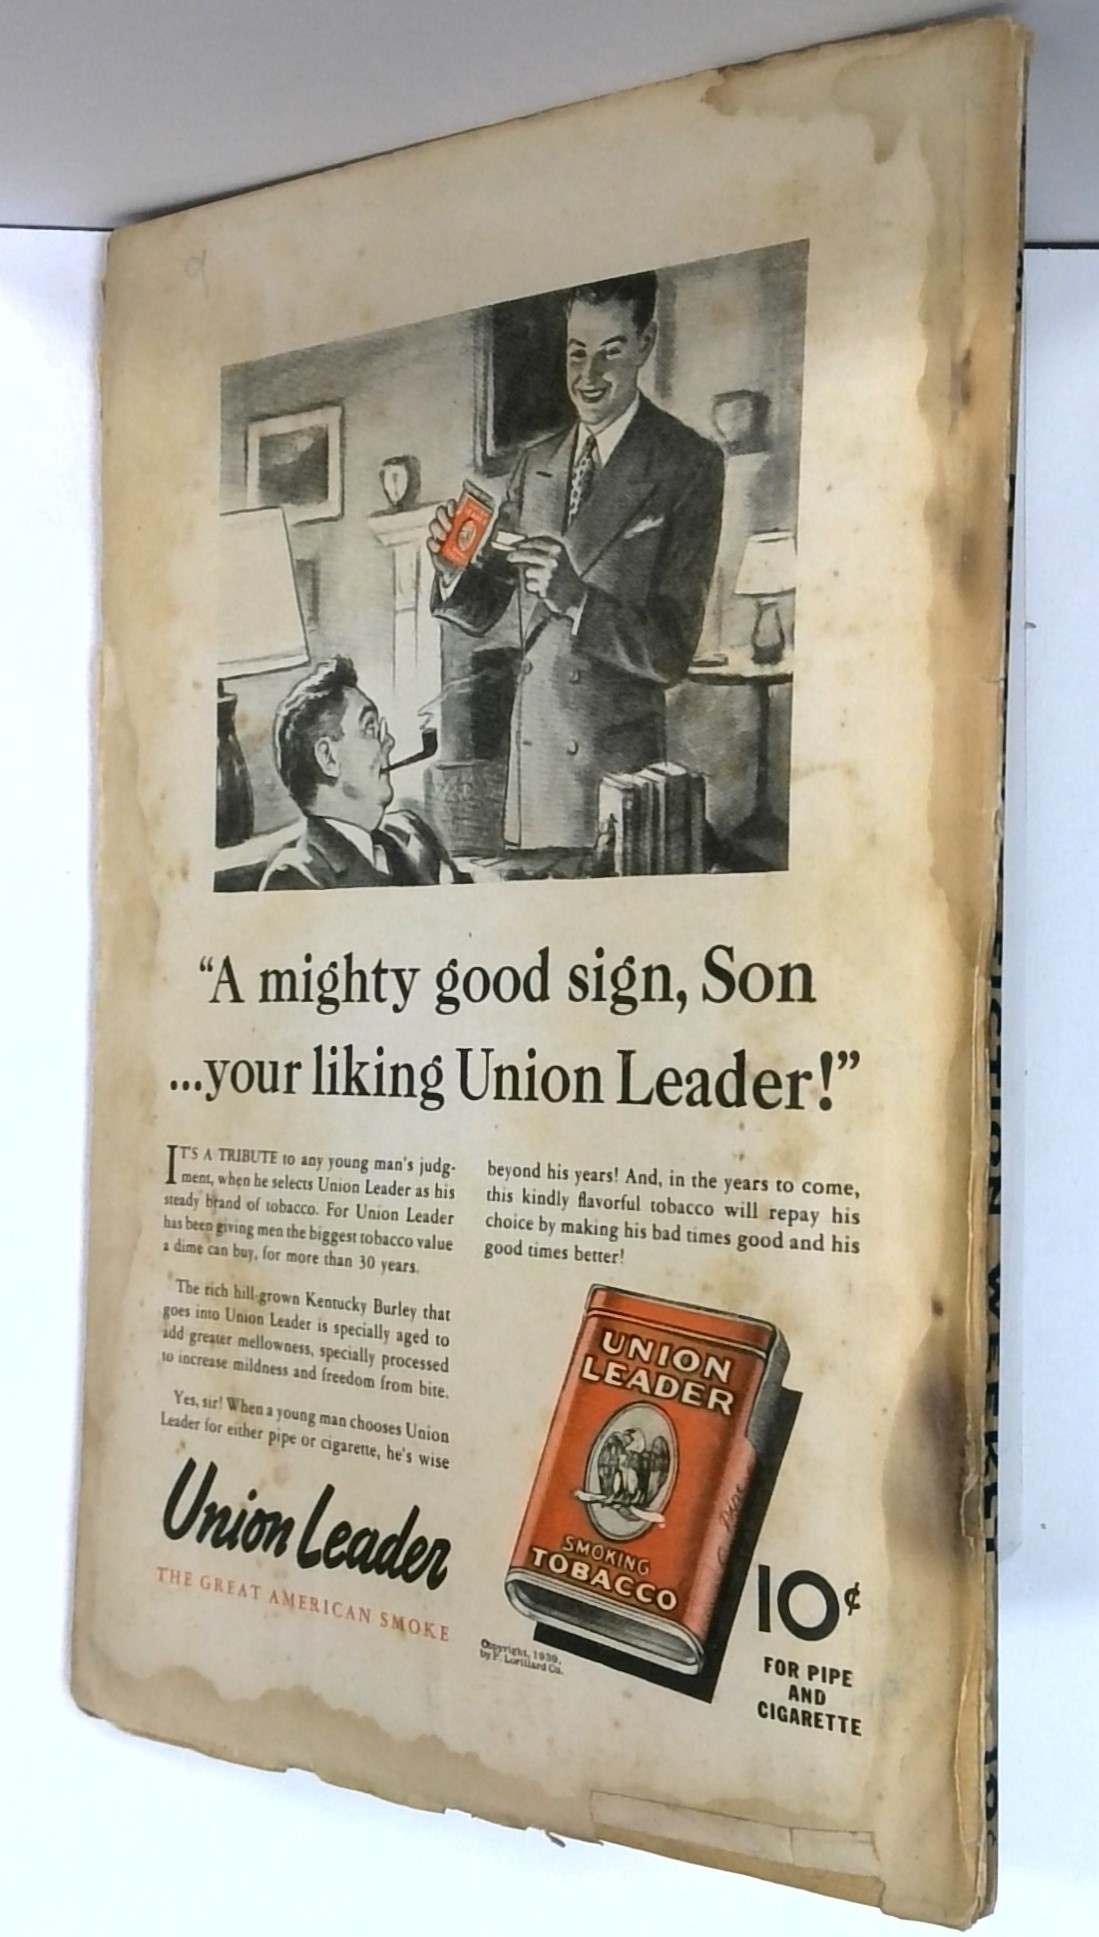 “A mighty good sign, Son
...your liking Union Leader!”
IT'S A TRIBUTE to any young man's judg-
ment, when he selects Union Leader as his
steady brand of tobacco. For Union Leader
has been giving men the biggest tobacco value
a dime can buy, for more than 30 years.
The rich hill-grown Kentucky Burley that
goes into Union Leader is specially aged to
add greater mellowness, specially processed
to increase mildness and freedom from bite.
Yes, sir! When a young man chooses Union
Leader for either pipe or cigarette, he's wise
beyond his years! And, in the years to come,
this kindly flavorful tobacco will repay his
choice by making his bad times good and his
good times better!
Union Leader
THE GREAT AMERICAN SMOKE
UNION
LEADER
SMOKING
TOBACCO
Copyright, 1939,
by P. Lorillard Co.
10¢
FOR PIPE
AND
CIGARETTE
FICTION WEEKLY